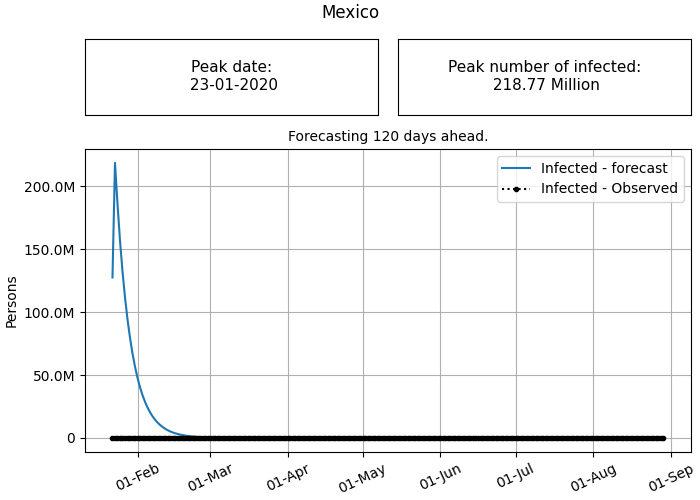 Mexico
Peak date:
23-01-2020
Peak number of infected:
218.77 Million
Forecasting 120 days ahead.
Infected - forecast
Infected - Observed
200.0M
150.0M
100.0M
50.0M
0
Persons
01-Feb
01-Mar
01-Apr
01-May
01-Jun
01-Jul
01-Aug
01-Sep